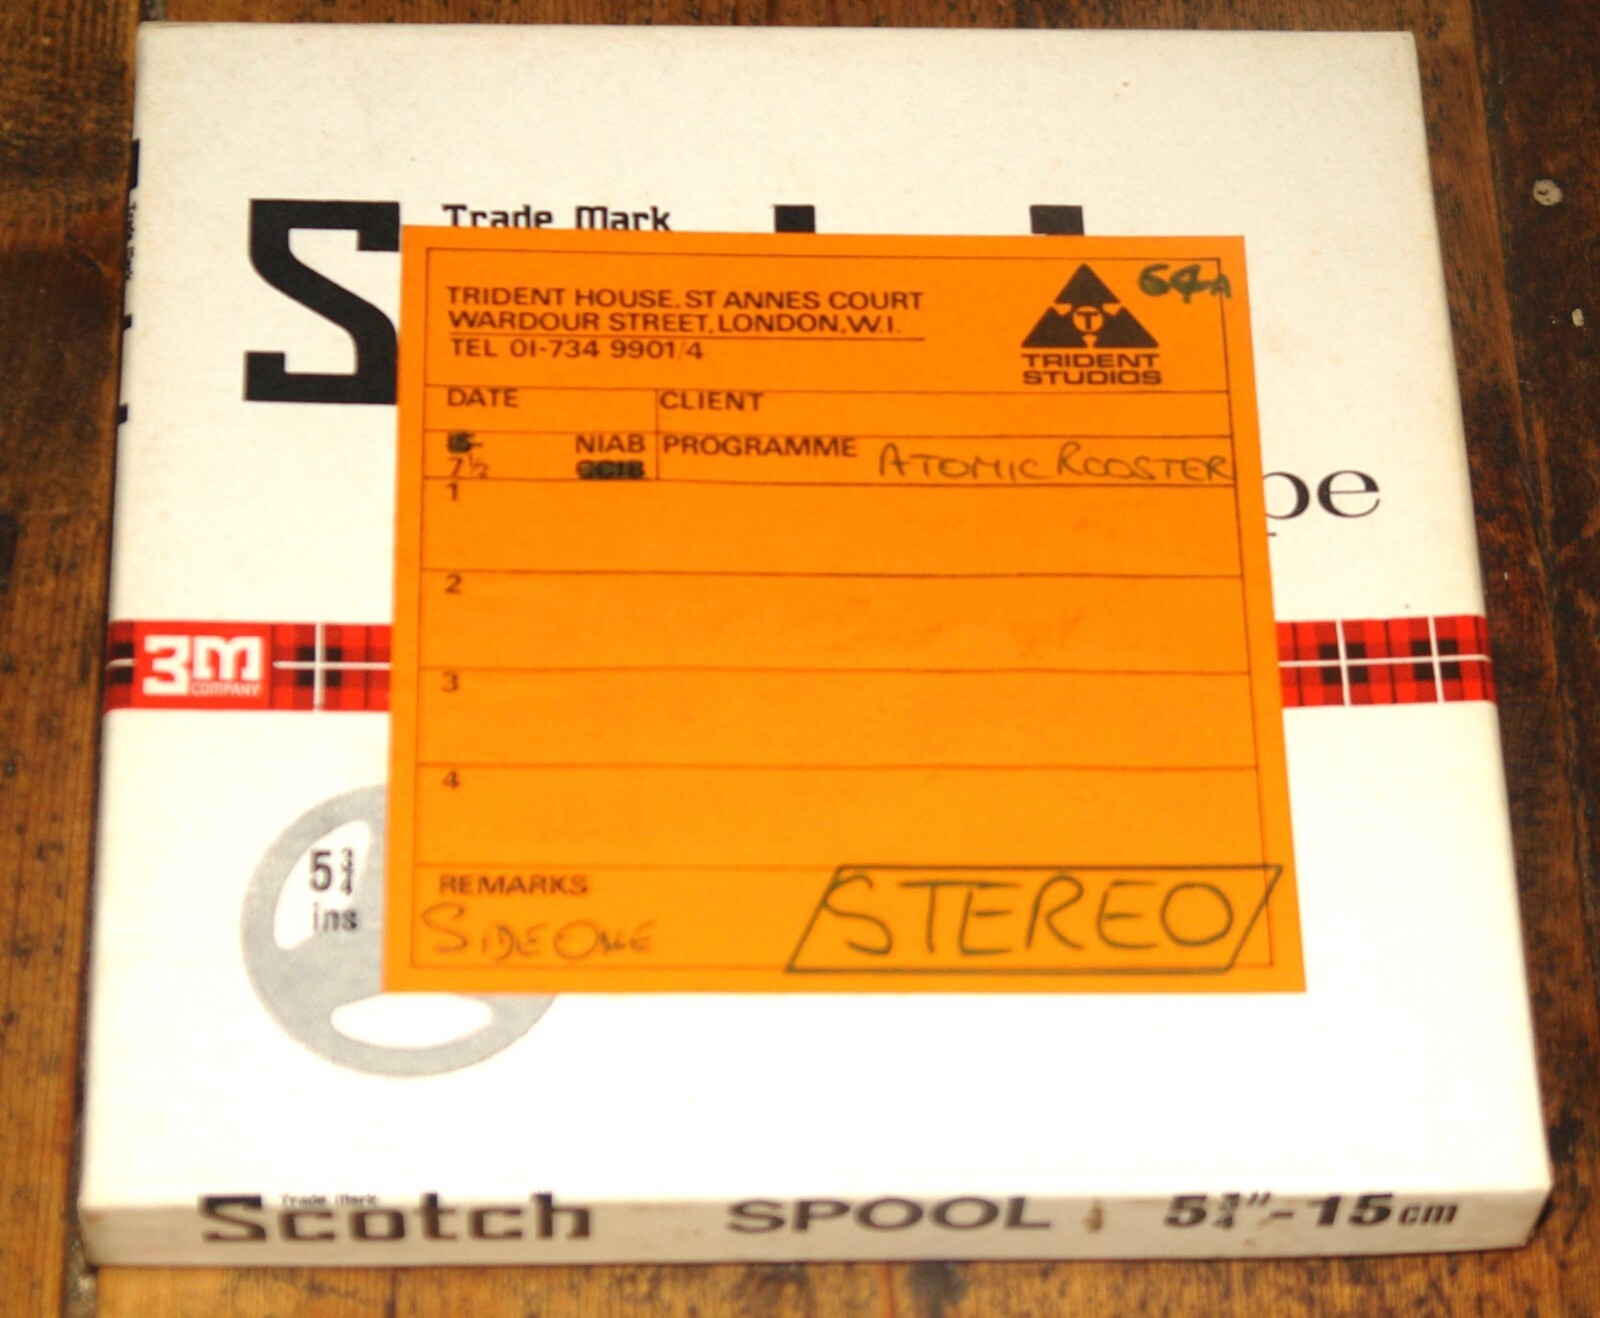 Trade Mark
S
TRIDENT HOUSE. ST ANNES COURT
WARDOUR STREET, LONDON, W.I.
TEL 01-734 9901/4
64A
T
TRIDENT
STUDIOS
DATE CLIENT
15 NIAB PROGRAMME ATOMIC ROOSTER
7½ CCIB
pe
1
2
3
4
3M
COMPANY
5¾
ins
REMARKS
SIDE ONE STEREO
Trade Mark
Scotch SPOOL 5¾"-15cm